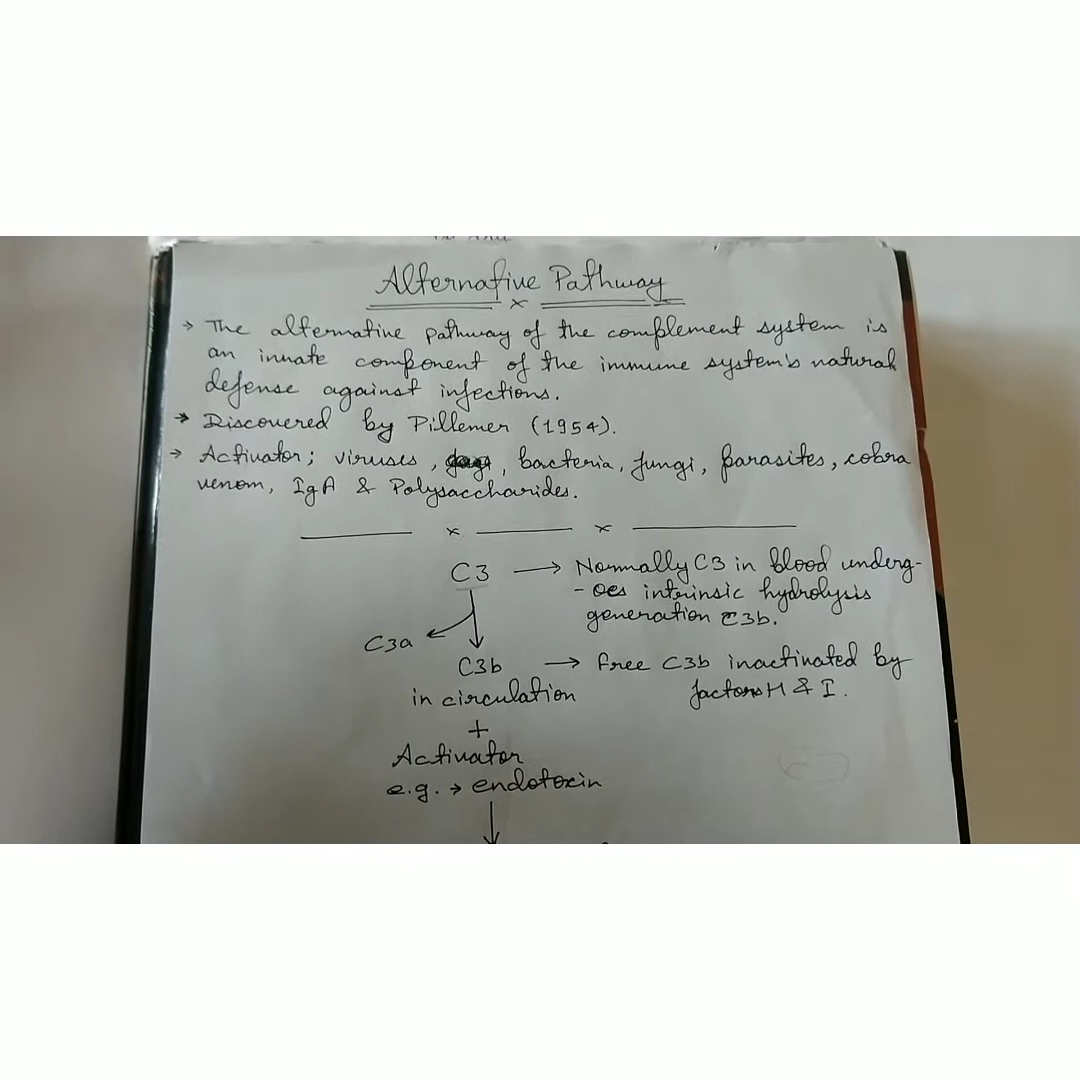 Alternative Pathway
x
→ The alternative pathway of the complement system is
an innate component of the immune system's natural
defense against infections.
→ Discovered by Pillemer (1954).
→ Activator; viruses, , bacteria, fungi, parasites, cobra
venom, IgA & Polysaccharides.
x x
C3 → Normally C3 in blood underg-
- oes intrinsic hydrolysis
generation C3b.
C3a
C3b → free C3b inactivated by
in circulation factors H & I.
+
Activator
e.g. → endotoxin